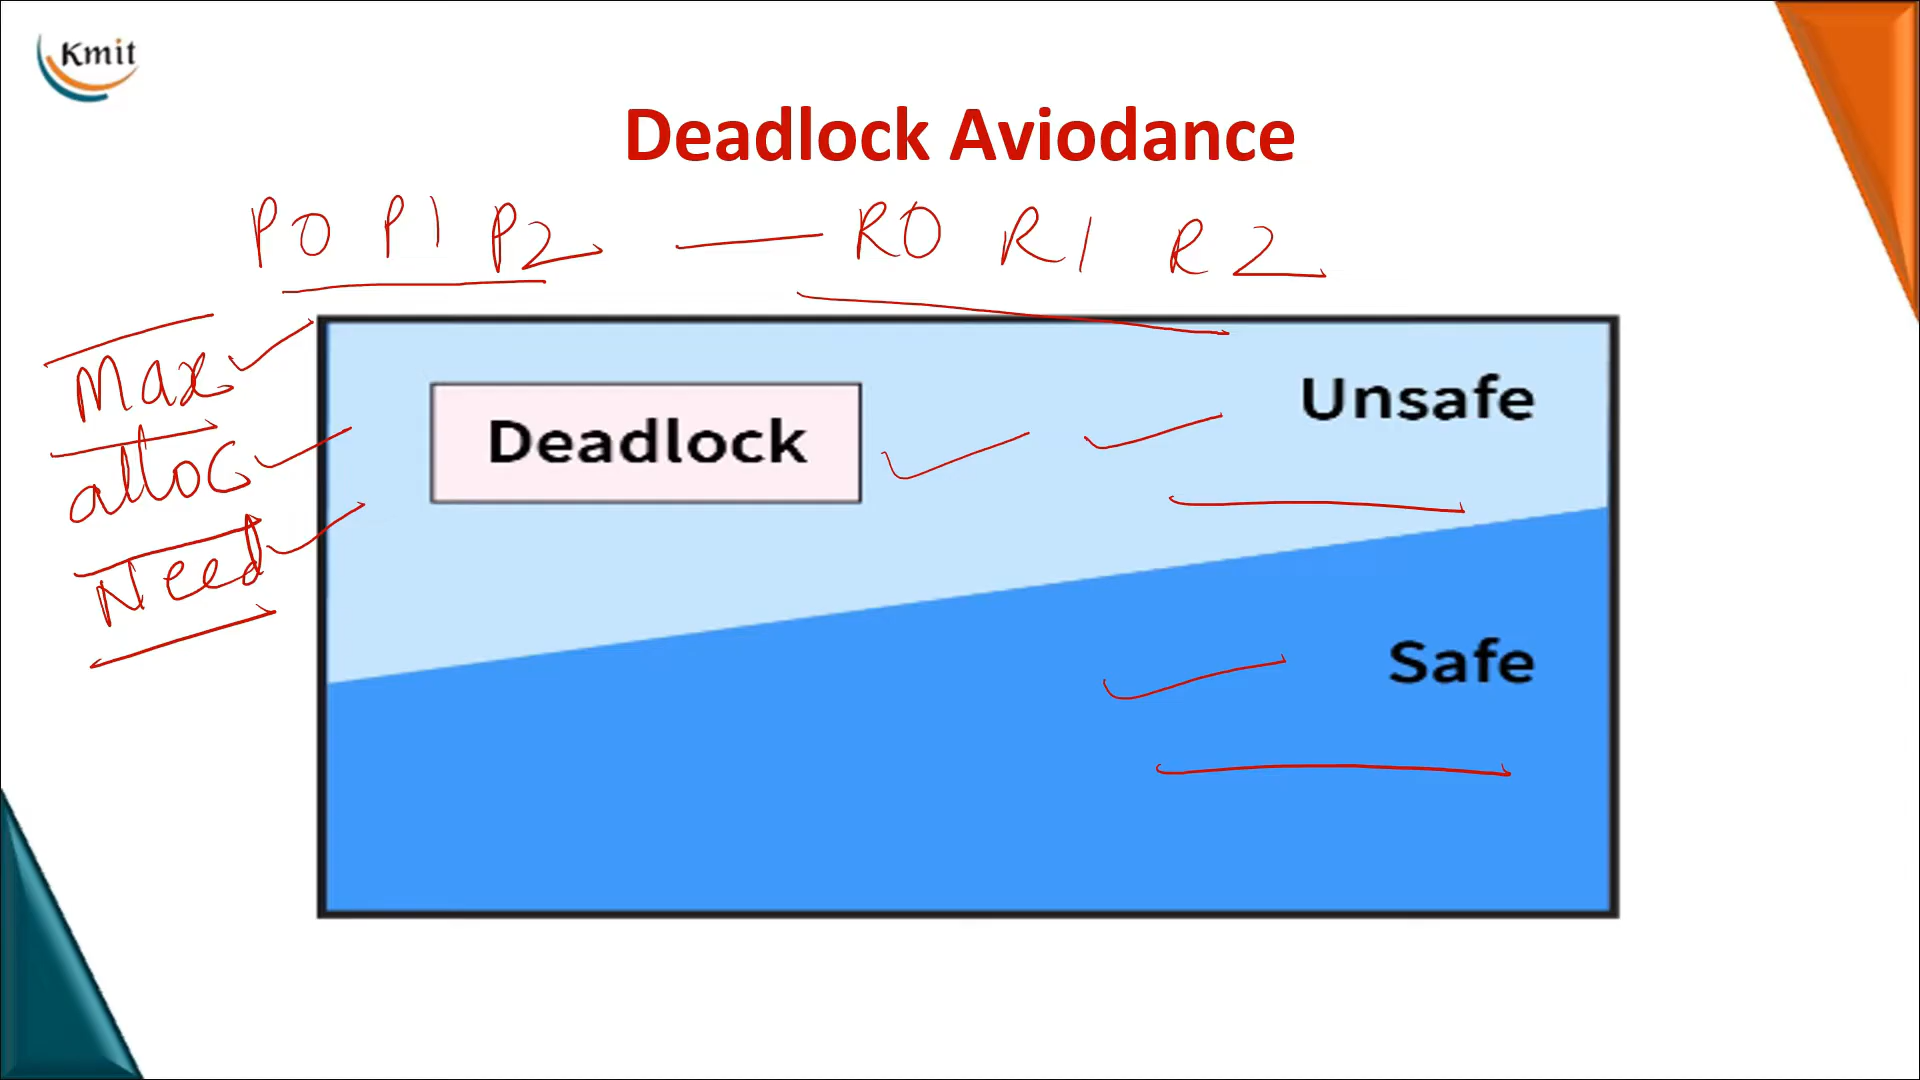 Kmit
Deadlock Aviodance
P0 P1 P2 — R0 R1 R2
Max
alloc
Need
Deadlock
Unsafe
Safe